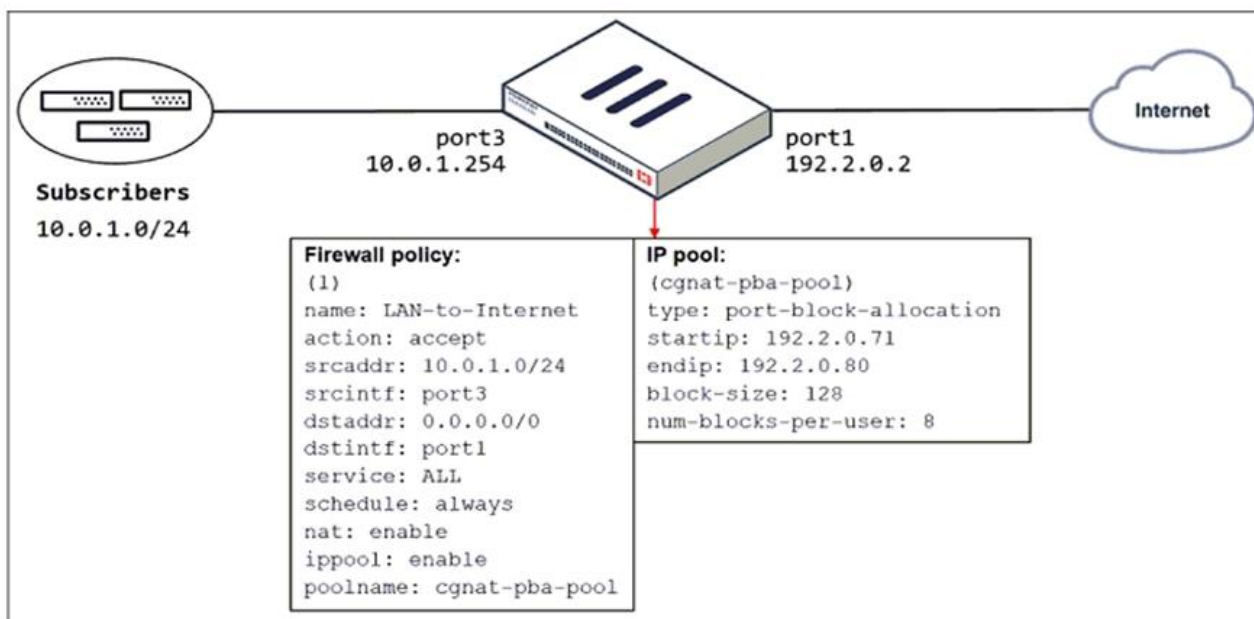 Subscribers
10.0.1.0/24
port3
10.0.1.254
port1
192.2.0.2
Internet
Firewall policy:
(1)
name: LAN-to-Internet
action: accept
srcaddr: 10.0.1.0/24
srcintf: port3
dstaddr: 0.0.0.0/0
dstintf: port1
service: ALL
schedule: always
nat: enable
ippool: enable
poolname: cgnat-pba-pool
IP pool:
(cgnat-pba-pool)
type: port-block-allocation
startip: 192.2.0.71
endip: 192.2.0.80
block-size: 128
num-blocks-per-user: 8